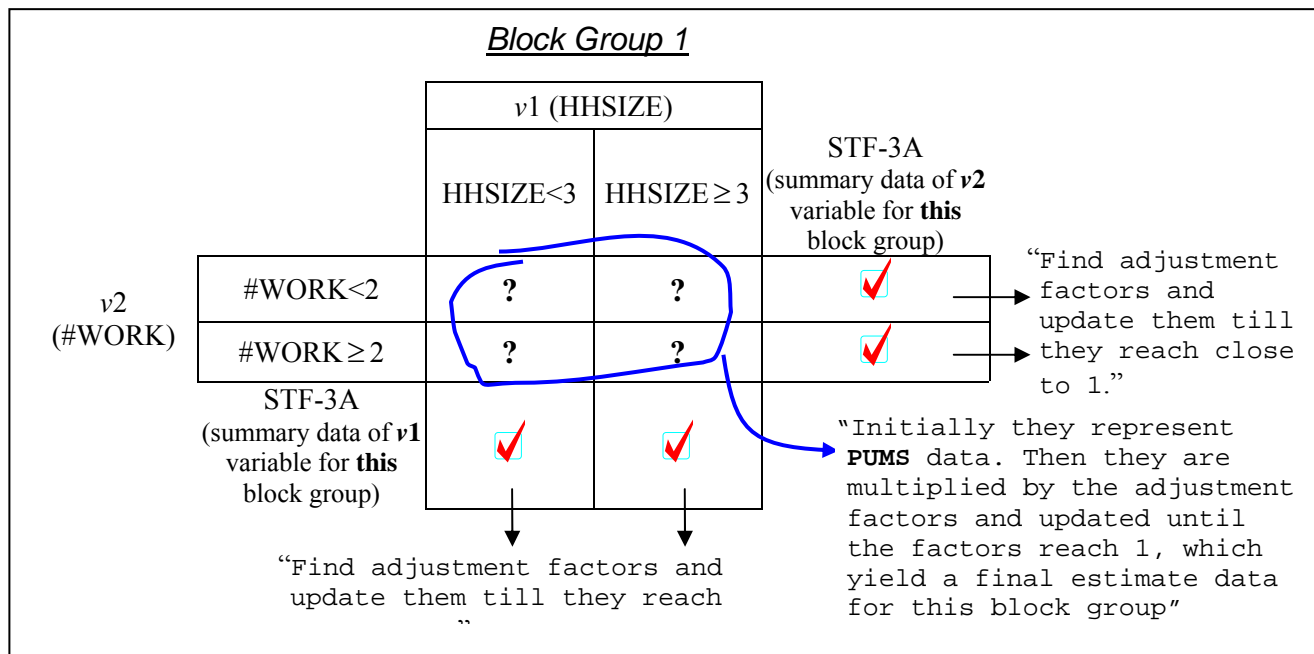 Block Group 1
v1 (HHSIZE)
HHSIZE<3
HHSIZE ≥ 3
STF-3A
(summary data of v2
variable for this
block group)
v2
(#WORK)
#WORK<2
?
?
#WORK ≥ 2
?
?
“Find adjustment
factors and
update them till
they reach close
to 1.”
STF-3A
(summary data of v1
variable for this
block group)
“Initially they represent
PUMS data. Then they are
multiplied by the adjustment
factors and updated until
the factors reach 1, which
yield a final estimate data
for this block group”
“Find adjustment factors and
update them till they reach